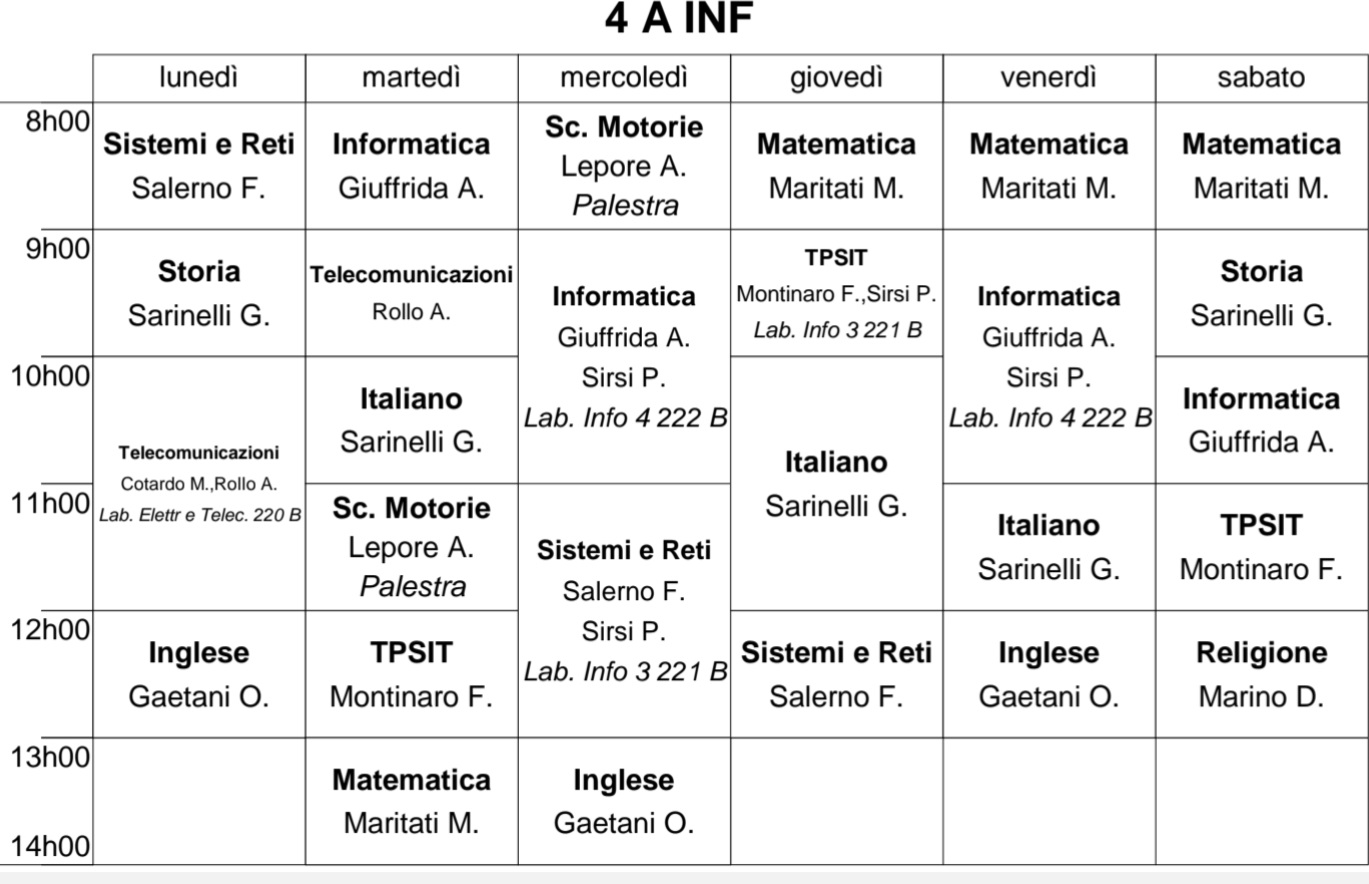 4 A INF
lunedì martedì mercoledì giovedì venerdì sabato
8h00
Sistemi e Reti
Salerno F.
Informatica
Giuffrida A.
Sc. Motorie
Lepore A.
Palestra
Matematica
Maritati M.
Matematica
Maritati M.
Matematica
Maritati M.
9h00
Storia
Sarinelli G.
Telecomunicazioni
Rollo A.
Informatica
Giuffrida A.
Sirsi P.
Lab. Info 4 222 B
TPSIT
Montinaro F.,Sirsi P.
Lab. Info 3 221 B
Informatica
Giuffrida A.
Sirsi P.
Lab. Info 4 222 B
Storia
Sarinelli G.
10h00
Telecomunicazioni
Cotardo M.,Rollo A.
Lab. Elettr e Telec. 220 B
Italiano
Sarinelli G.
Italiano
Sarinelli G.
Informatica
Giuffrida A.
11h00
Sc. Motorie
Lepore A.
Palestra
Sistemi e Reti
Salerno F.
Sirsi P.
Lab. Info 3 221 B
Italiano
Sarinelli G.
TPSIT
Montinaro F.
12h00
Inglese
Gaetani O.
TPSIT
Montinaro F.
Sistemi e Reti
Salerno F.
Inglese
Gaetani O.
Religione
Marino D.
13h00
Matematica
Maritati M.
Inglese
Gaetani O.
14h00